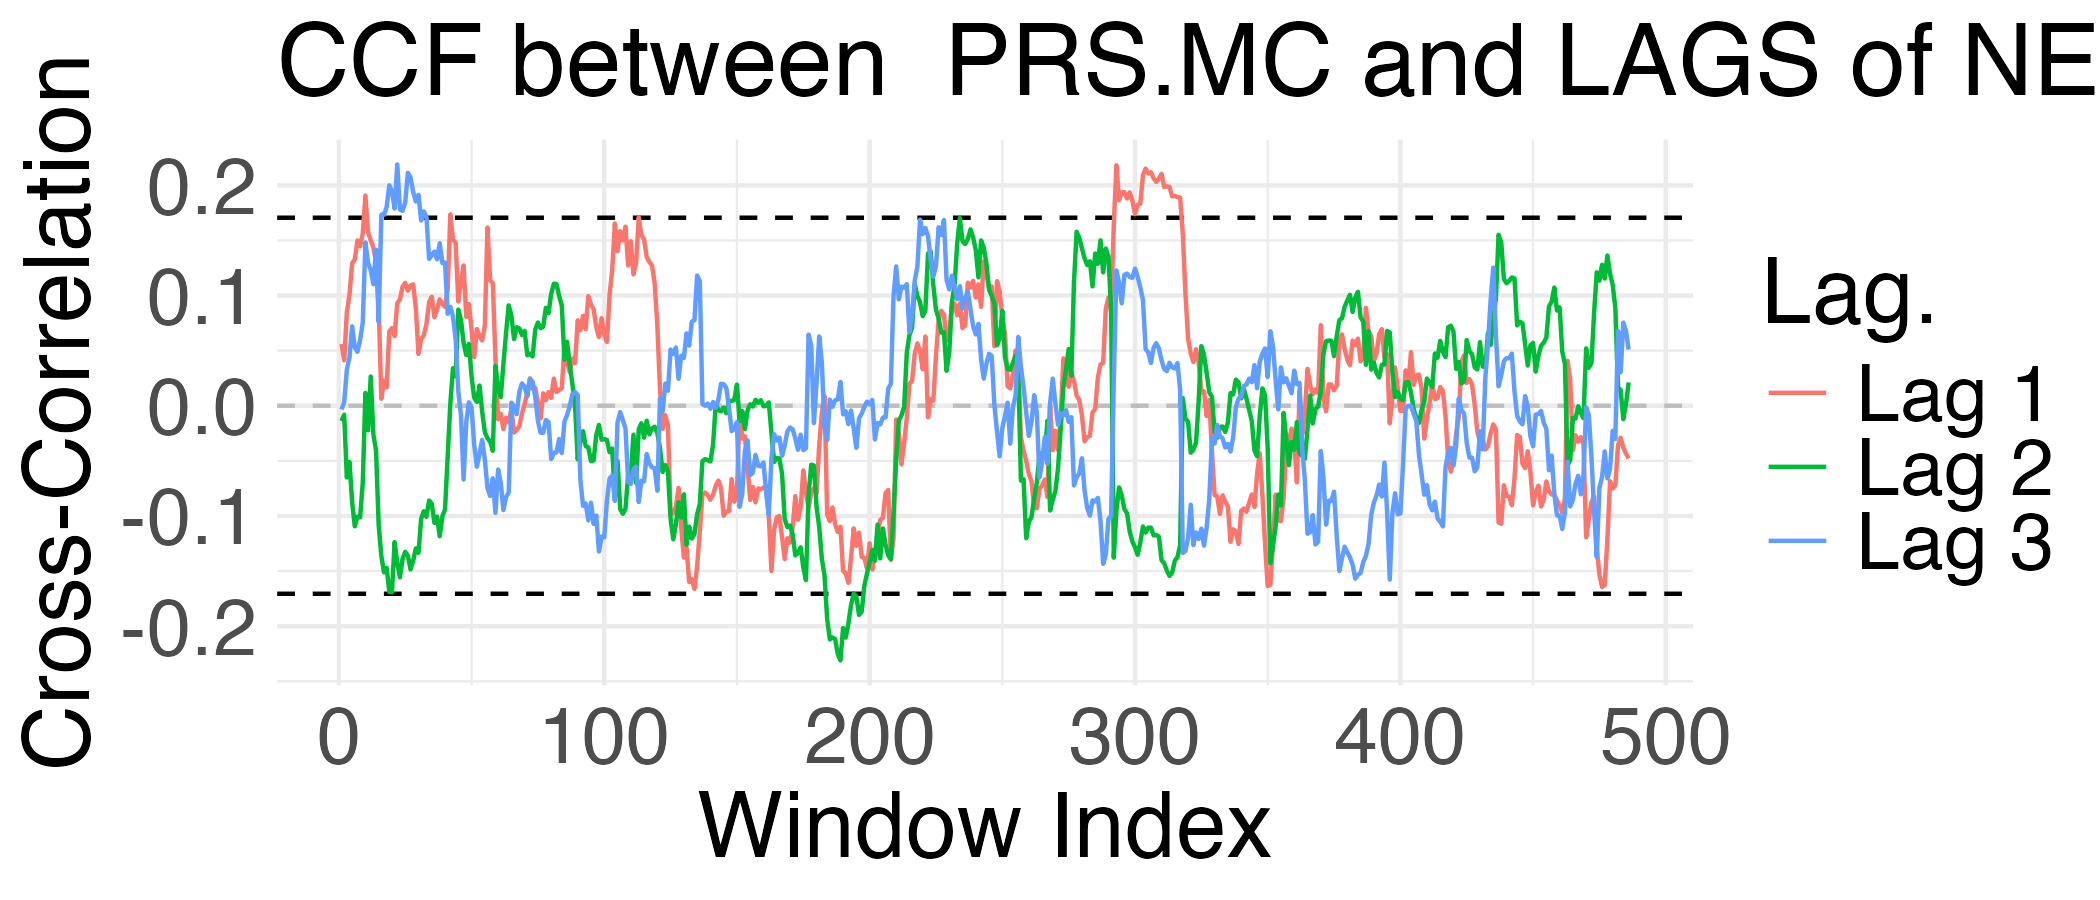 CCF between  PRS.MC and LAGS of NE
Cross-Correlation
0.2
0.1
0.0
-0.1
-0.2
0 100 200 300 400 500
Window Index
Lag.
Lag 1
Lag 2
Lag 3